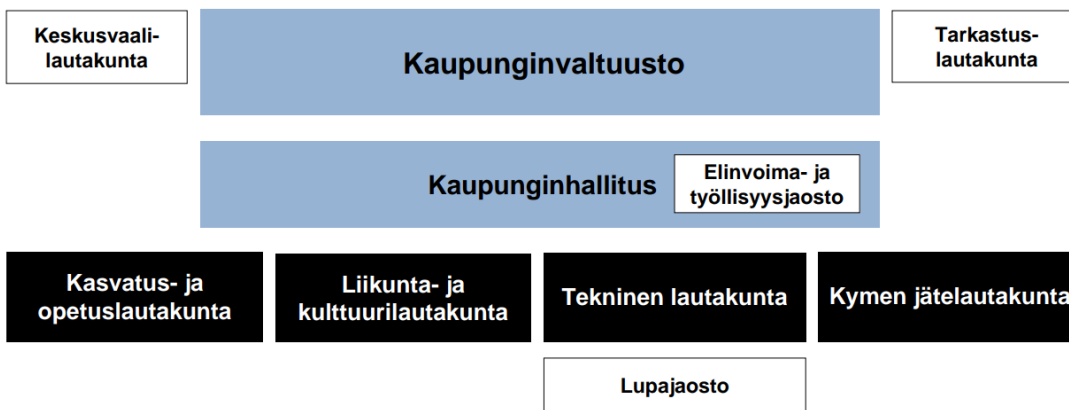 Keskusvaali-
lautakunta
Kaupunginvaltuusto
Tarkastus-
lautakunta
Kaupunginhallitus
Elinvoima- ja
työllisyysjaosto
Kasvatus- ja
opetuslautakunta
Liikunta- ja
kulttuurilautakunta
Tekninen lautakunta
Kymen jätelautakunta
Lupajaosto